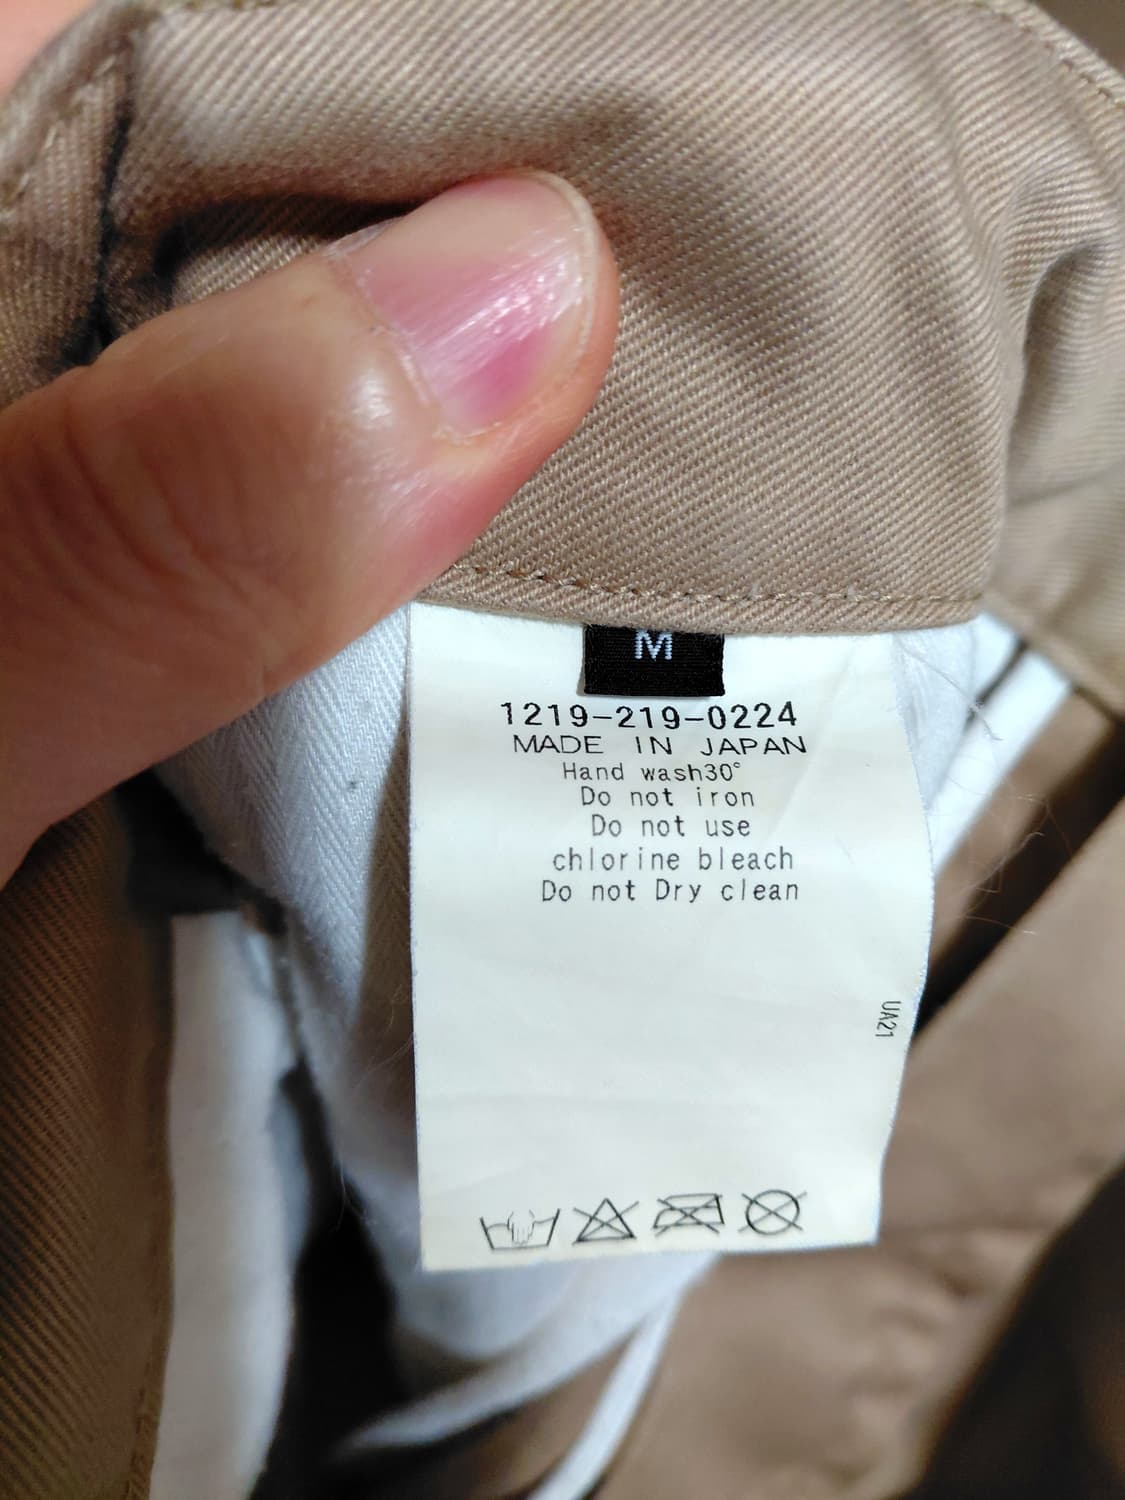 M
1219-219-0224
MADE IN JAPAN
Hand wash30°
Do not iron
Do not use
chlorine bleach
Do not Dry clean
UA21